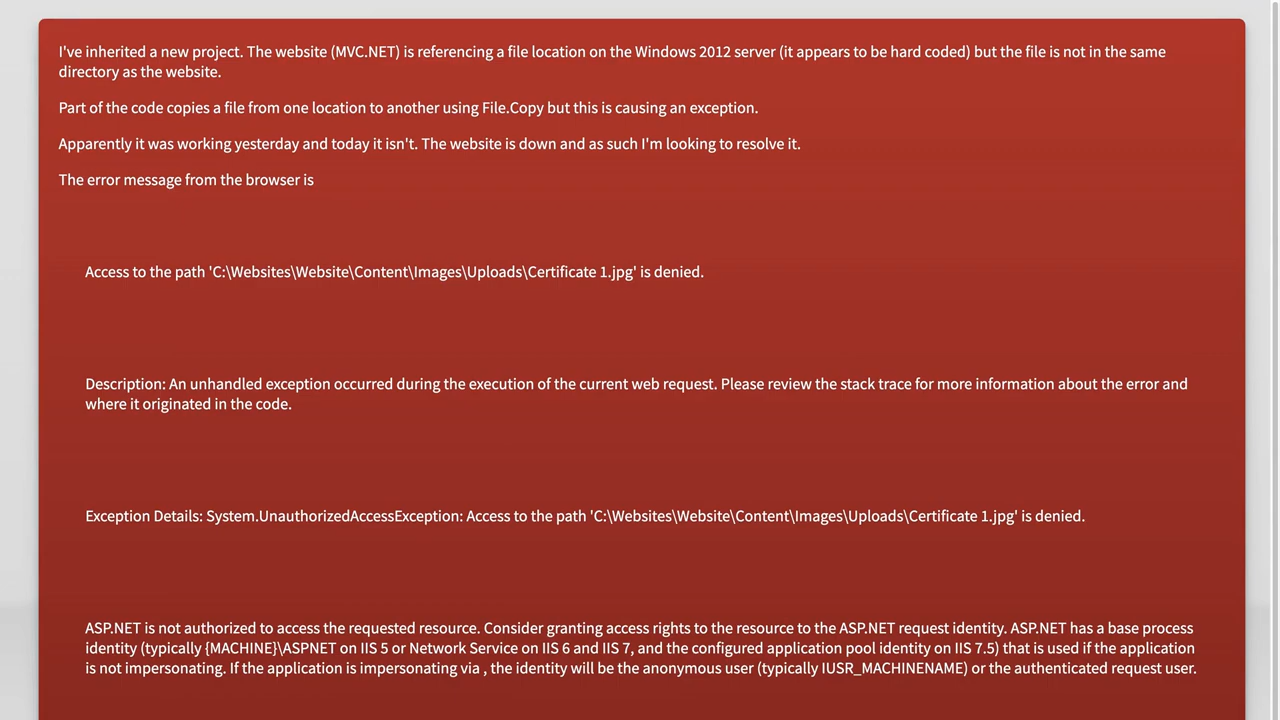 I've inherited a new project. The website (MVC.NET) is referencing a file location on the Windows 2012 server (it appears to be hard coded) but the file is not in the same
directory as the website.
Part of the code copies a file from one location to another using File.Copy but this is causing an exception.
Apparently it was working yesterday and today it isn't. The website is down and as such I'm looking to resolve it.
The error message from the browser is
Access to the path 'C:\Websites\Website\Content\Images\Uploads\Certificate 1.jpg' is denied.
Description: An unhandled exception occurred during the execution of the current web request. Please review the stack trace for more information about the error and
where it originated in the code.
Exception Details: System.UnauthorizedAccessException: Access to the path 'C:\Websites\Website\Content\Images\Uploads\Certificate 1.jpg' is denied.
ASP.NET is not authorized to access the requested resource. Consider granting access rights to the resource to the ASP.NET request identity. ASP.NET has a base process
identity (typically {MACHINE}\ASPNET on IIS 5 or Network Service on IIS 6 and IIS 7, and the configured application pool identity on IIS 7.5) that is used if the application
is not impersonating. If the application is impersonating via , the identity will be the anonymous user (typically IUSR_MACHINENAME) or the authenticated request user.